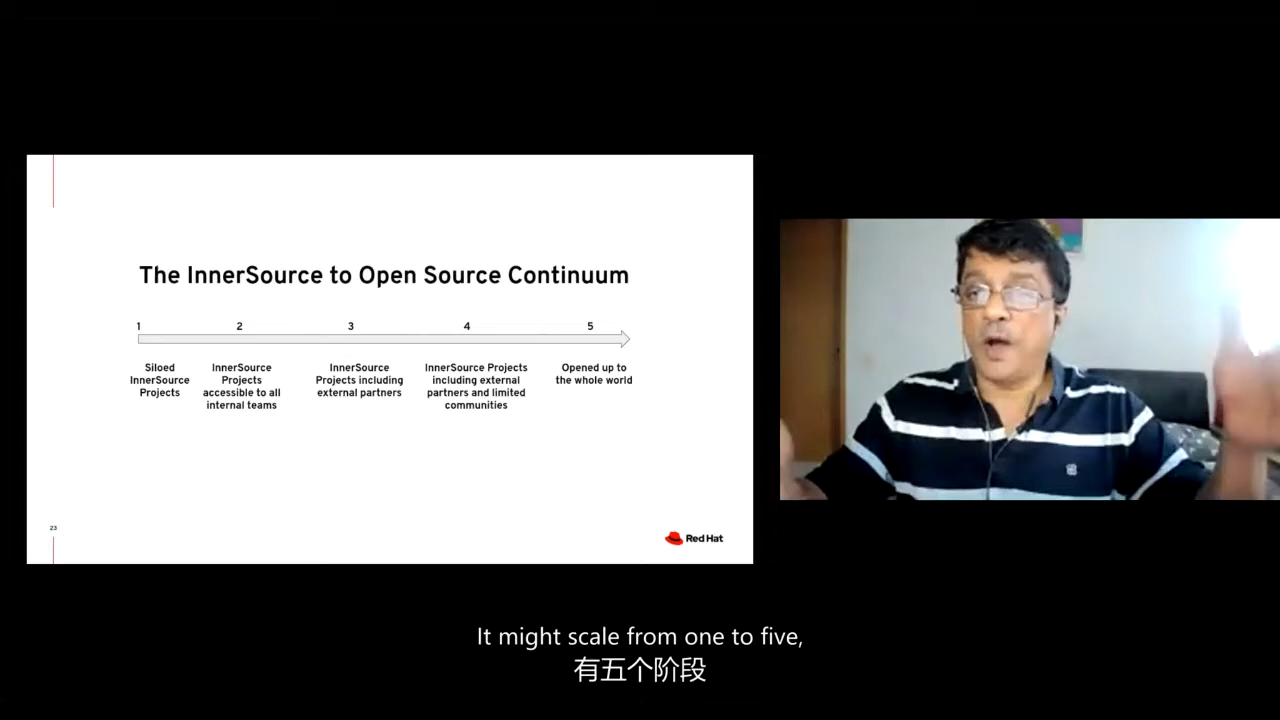 The InnerSource to Open Source Continuum
1 2 3 4 5
Siloed
InnerSource
Projects
InnerSource
Projects
accessible to all
internal teams
InnerSource
Projects including
external partners
InnerSource Projects
including external
partners and limited
communities
Opened up to
the whole world
23
Red Hat
It might scale from one to five,
有五个阶段